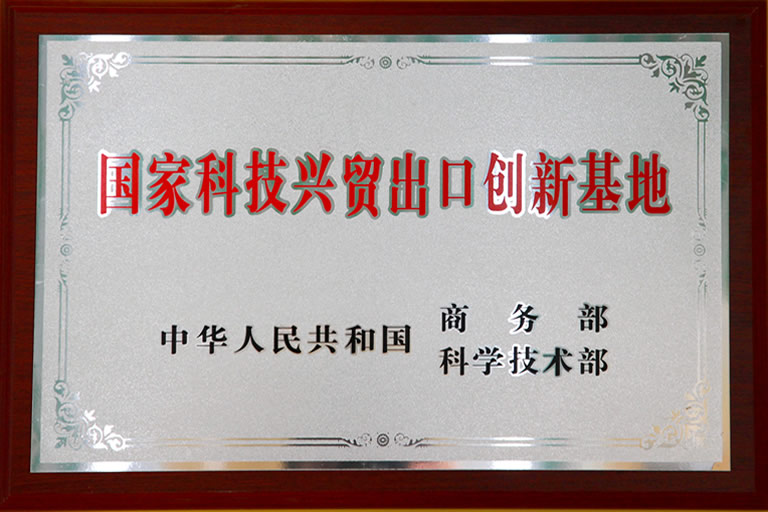 国家科技兴贸出口创新基地
中华人民共和国
商务部
科学技术部